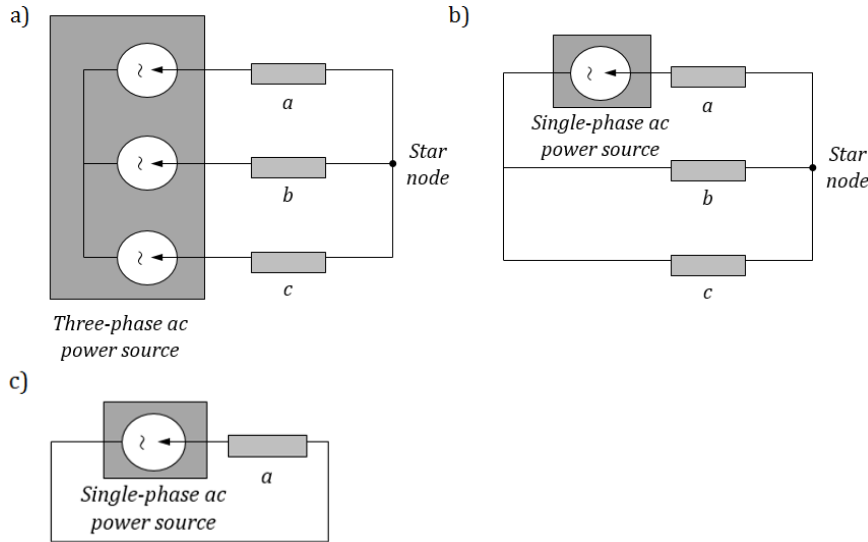 a)
a
b
c
Star
node
Three-phase ac
power source
b)
Single-phase ac
power source
a
b
c
Star
node
c)
a
Single-phase ac
power source